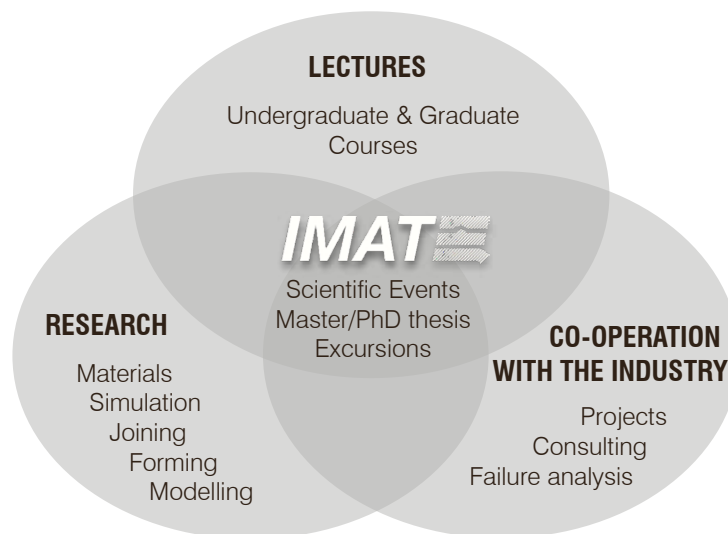 LECTURES
Undergraduate & Graduate
Courses
IMAT
Scientific Events
Master/PhD thesis
Excursions
RESEARCH
Materials
Simulation
Joining
Forming
Modelling
CO-OPERATION
WITH THE INDUSTRY
Projects
Consulting
Failure analysis